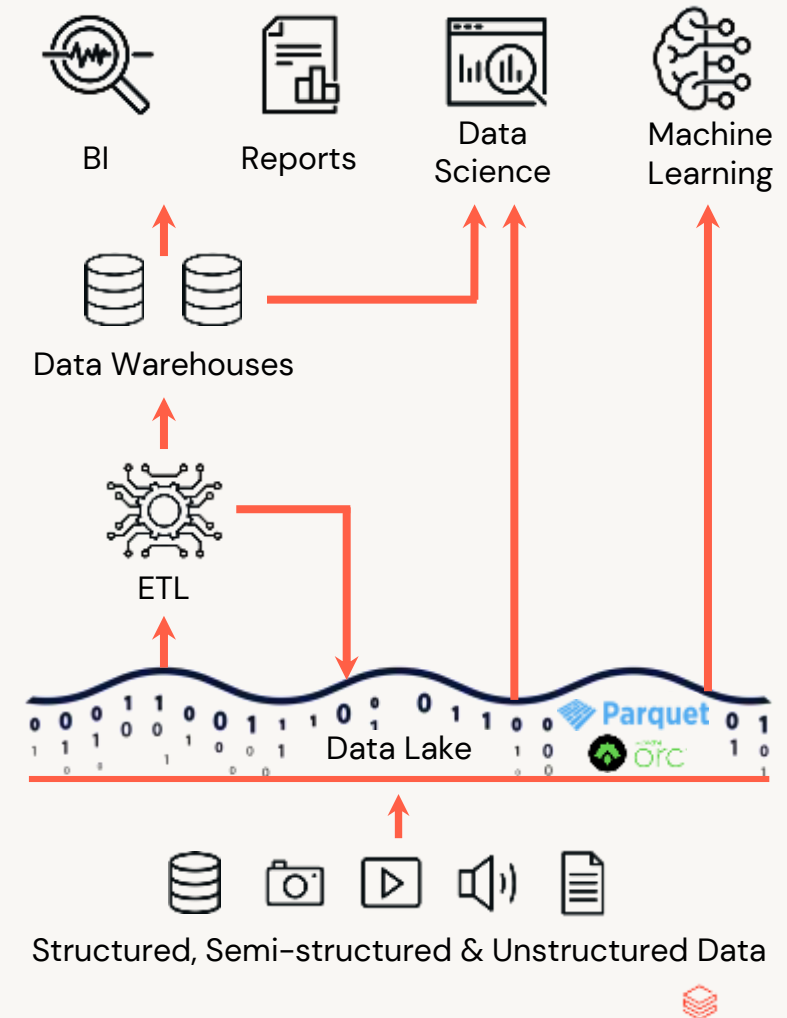 BI
Reports
Data
Science
Machine
Learning
Data Warehouses
ETL
Data Lake
Parquet
orc
Structured, Semi-structured & Unstructured Data